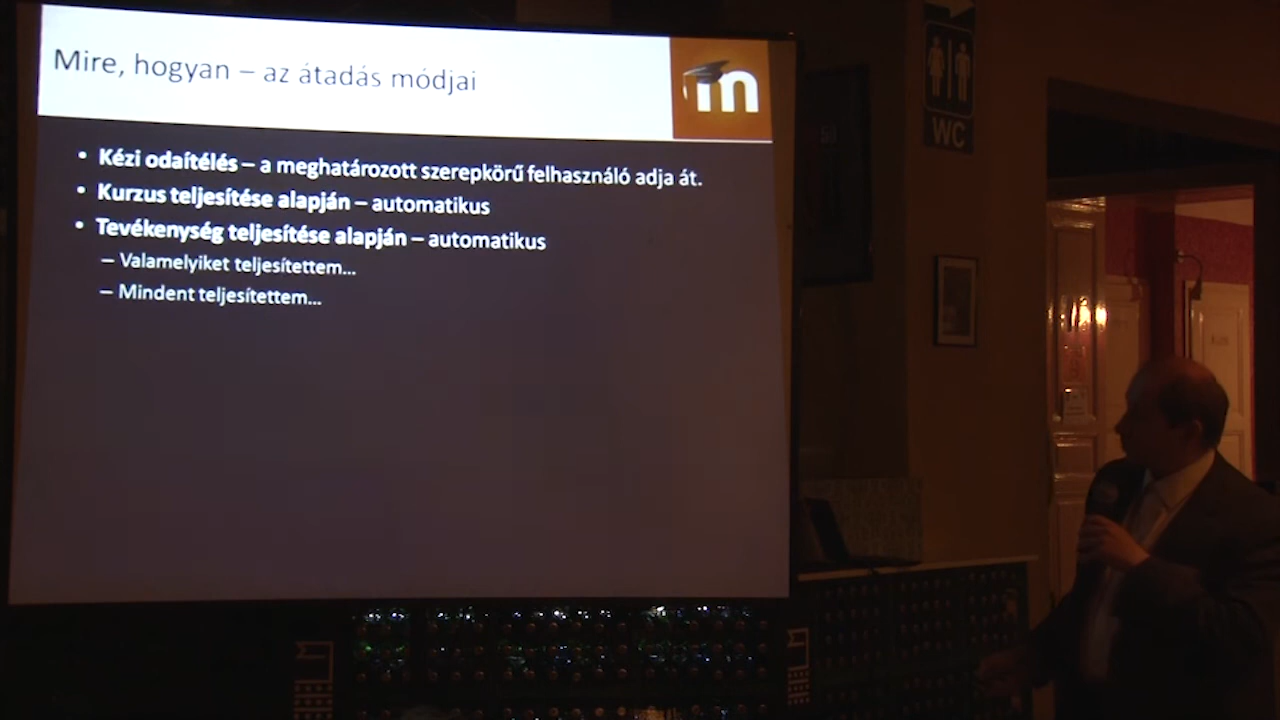 Mire, hogyan – az átadás módjai
m
• Kézi odaítélés – a meghatározott szerepkörű felhasználó adja át.
• Kurzus teljesítése alapján – automatikus
• Tevékenység teljesítése alapján – automatikus
– Valamelyiket teljesítettem...
– Mindent teljesítettem...
WC